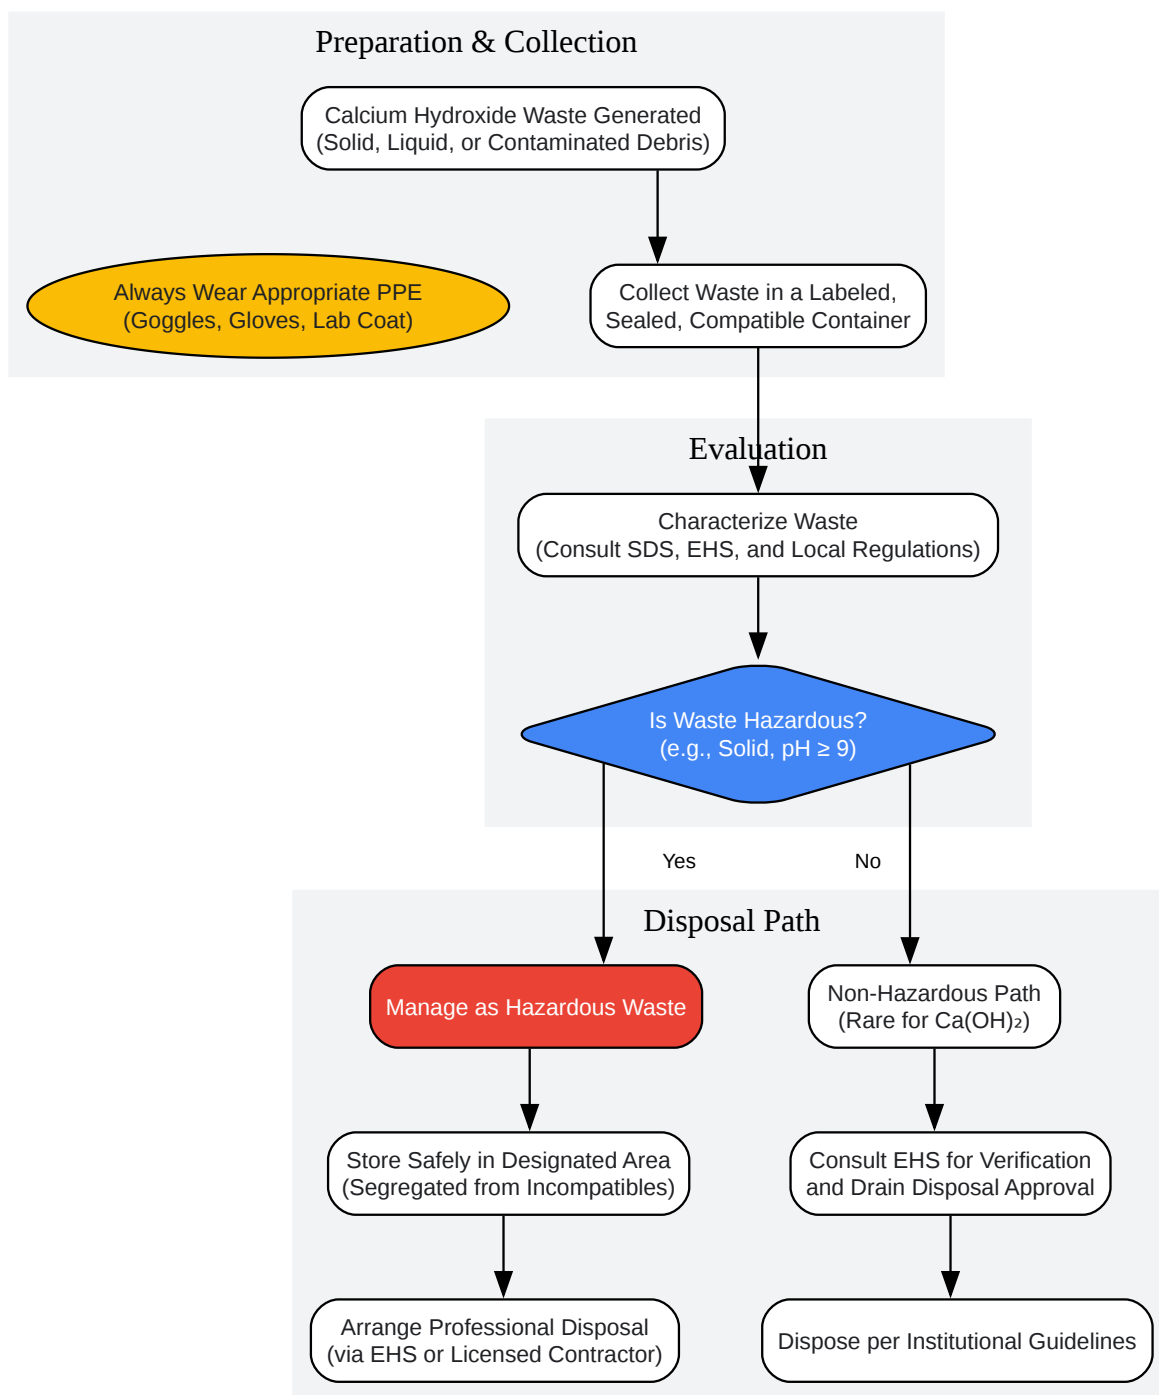 Preparation & Collection
Calcium Hydroxide Waste Generated
(Solid, Liquid, or Contaminated Debris)
Always Wear Appropriate PPE
(Goggles, Gloves, Lab Coat)
Collect Waste in a Labeled,
Sealed, Compatible Container
Evaluation
Characterize Waste
(Consult SDS, EHS, and Local Regulations)
Is Waste Hazardous?
(e.g., Solid, pH ≥ 9)
Yes
No
Disposal Path
Manage as Hazardous Waste
Non-Hazardous Path
(Rare for Ca(OH)₂)
Store Safely in Designated Area
(Segregated from Incompatibles)
Consult EHS for Verification
and Drain Disposal Approval
Arrange Professional Disposal
(via EHS or Licensed Contractor)
Dispose per Institutional Guidelines